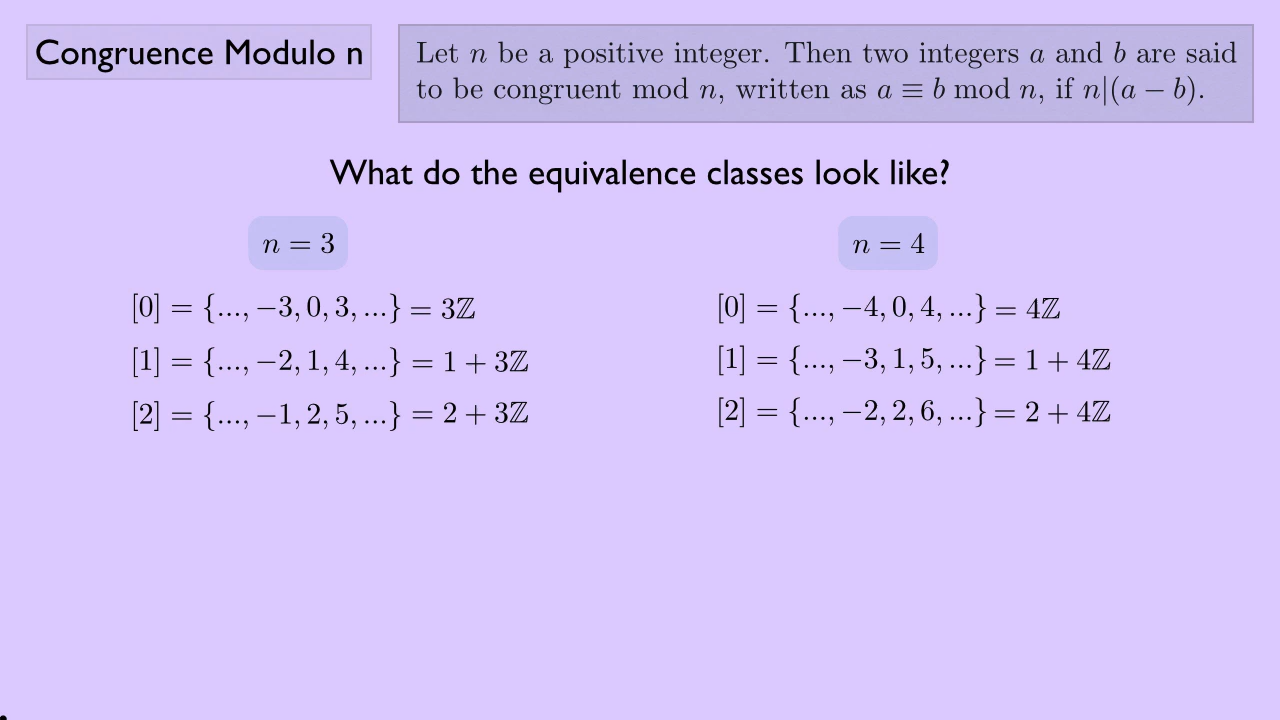 Congruence Modulo n
Let n be a positive integer. Then two integers a and b are said
to be congruent mod n, written as a ≡ b mod n, if n|(a − b).
What do the equivalence classes look like?
n = 3
[0] = {..., −3, 0, 3, ...} = 3ℤ
[1] = {..., −2, 1, 4, ...} = 1 + 3ℤ
[2] = {..., −1, 2, 5, ...} = 2 + 3ℤ
n = 4
[0] = {..., −4, 0, 4, ...} = 4ℤ
[1] = {..., −3, 1, 5, ...} = 1 + 4ℤ
[2] = {..., −2, 2, 6, ...} = 2 + 4ℤ